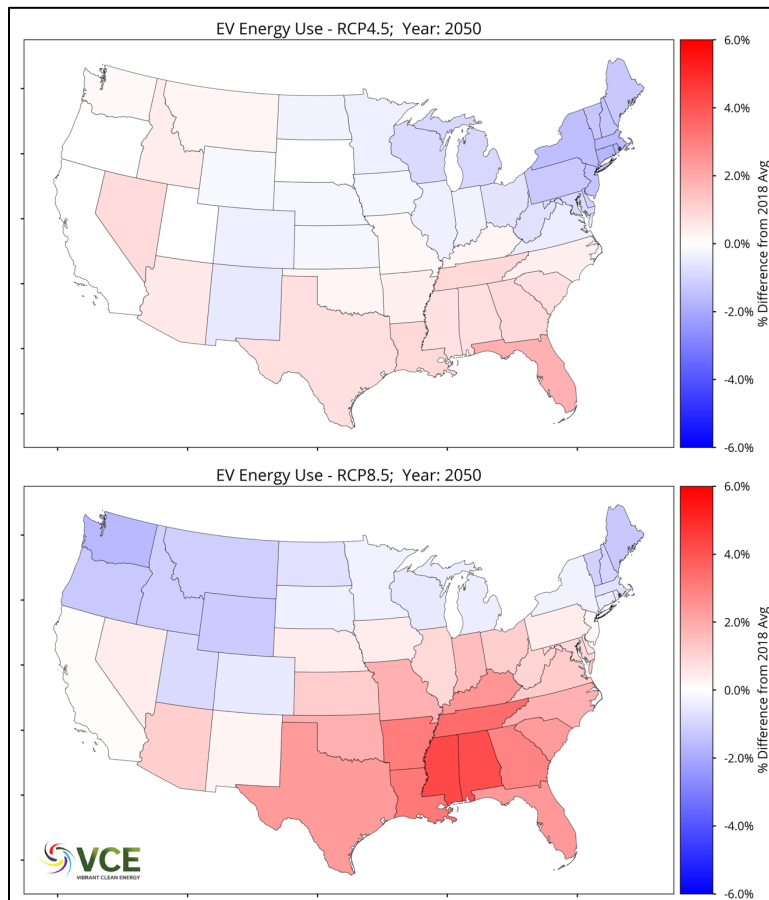 EV Energy Use - RCP4.5;  Year: 2050
6.0%
4.0%
2.0%
0.0%
-2.0%
-4.0%
-6.0%
% Difference from 2018 Avg
EV Energy Use - RCP8.5;  Year: 2050
6.0%
4.0%
2.0%
0.0%
-2.0%
-4.0%
-6.0%
% Difference from 2018 Avg
VCE
VIBRANT CLEAN ENERGY